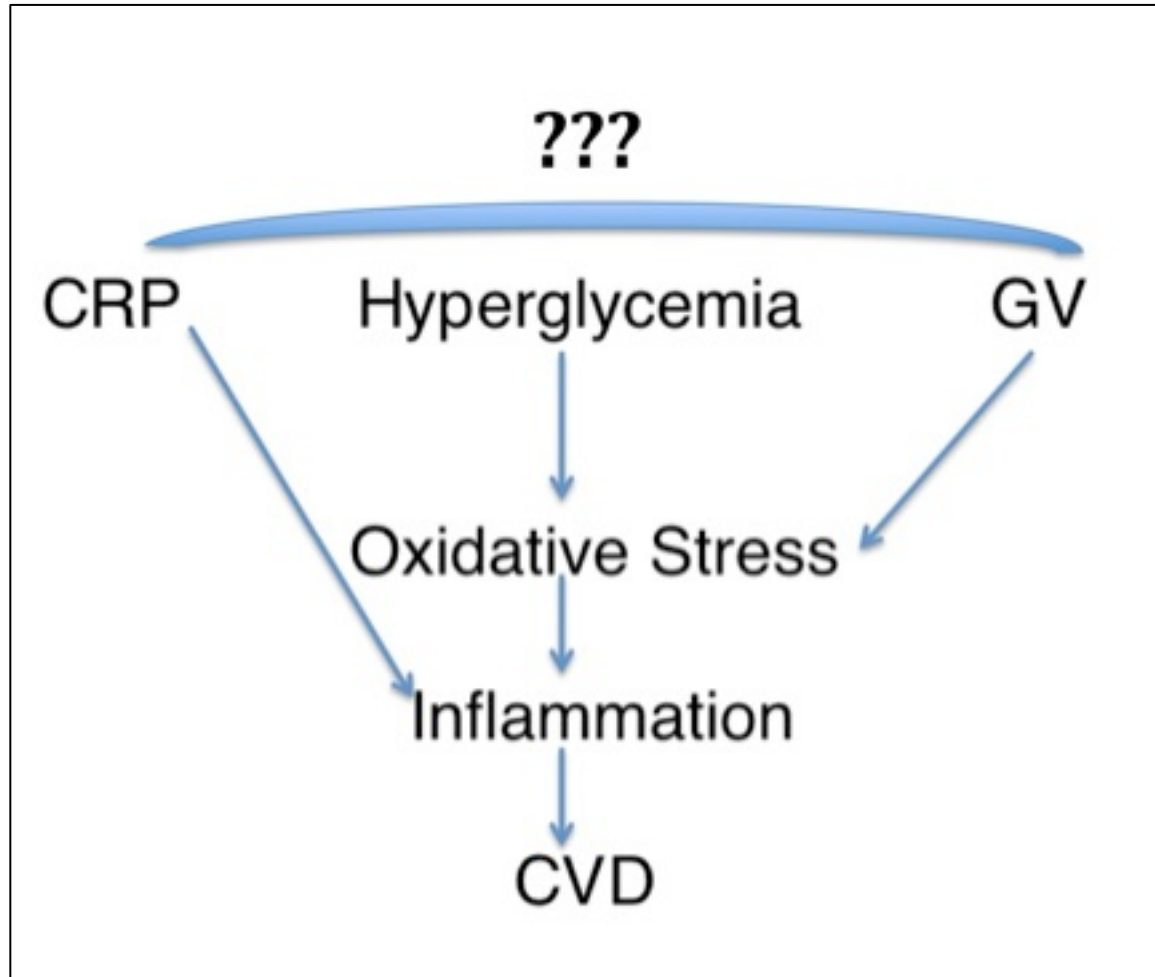 ???
CRP Hyperglycemia GV
Oxidative Stress
Inflammation
CVD